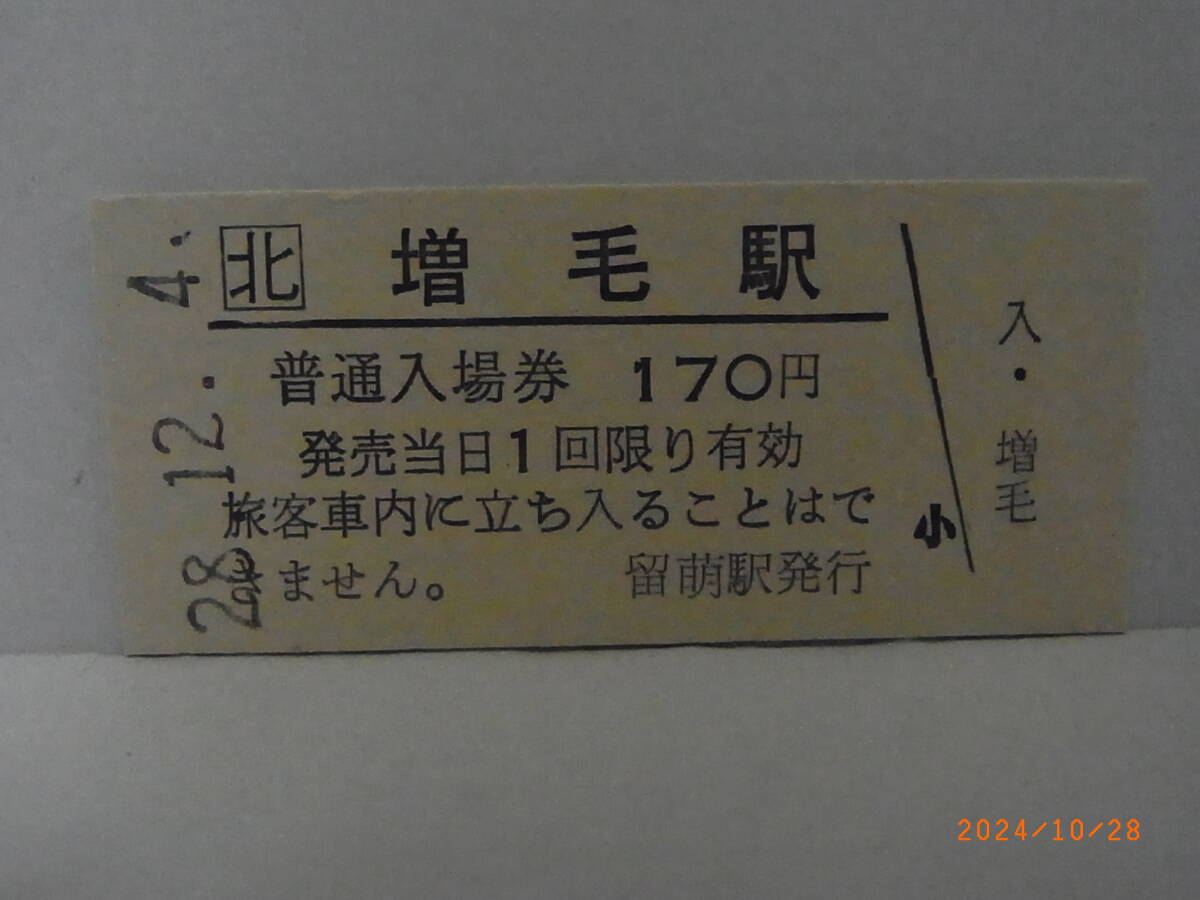 28.12.-4.
北 増毛駅
普通入場券 170円
発売当日1回限り有効
旅客車内に立ち入ることはで
きません。 留萌駅発行
小
入・増毛
2024/10/28